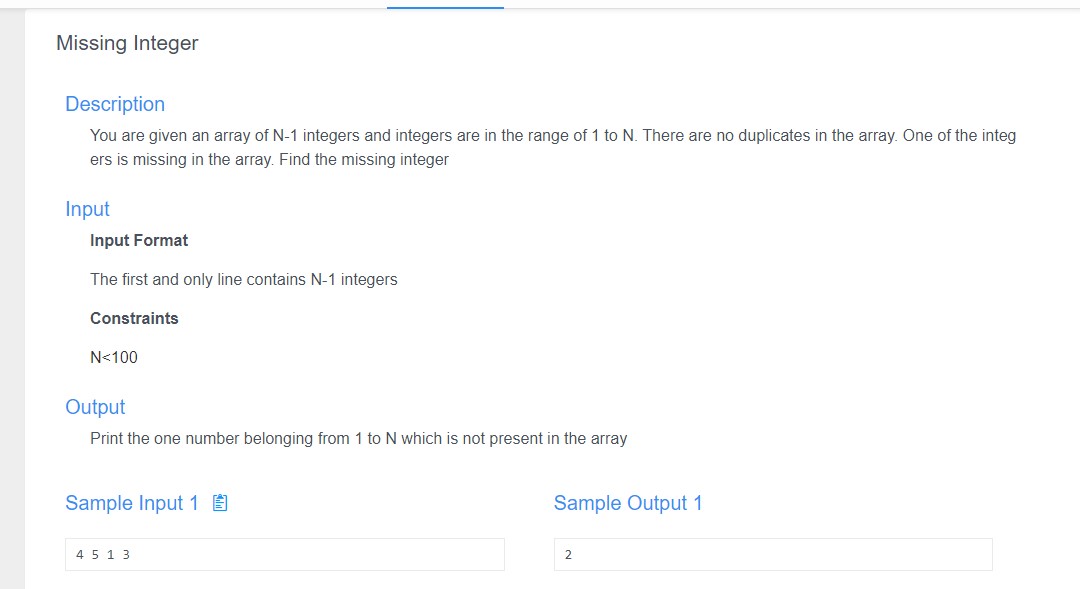 Missing Integer
Description
You are given an array of N-1 integers and integers are in the range of 1 to N. There are no duplicates in the array. One of the integ
ers is missing in the array. Find the missing integer
Input
Input Format
The first and only line contains N-1 integers
Constraints
N<100
Output
Print the one number belonging from 1 to N which is not present in the array
Sample Input 1
Sample Output 1
4 5 1 3
2